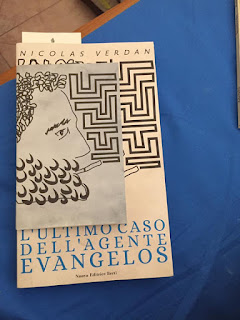 NICOLAS VERDAN
L'ULTIMO CASO
DELL'AGENTE
EVANGELOS
Nuova Editrice Berti